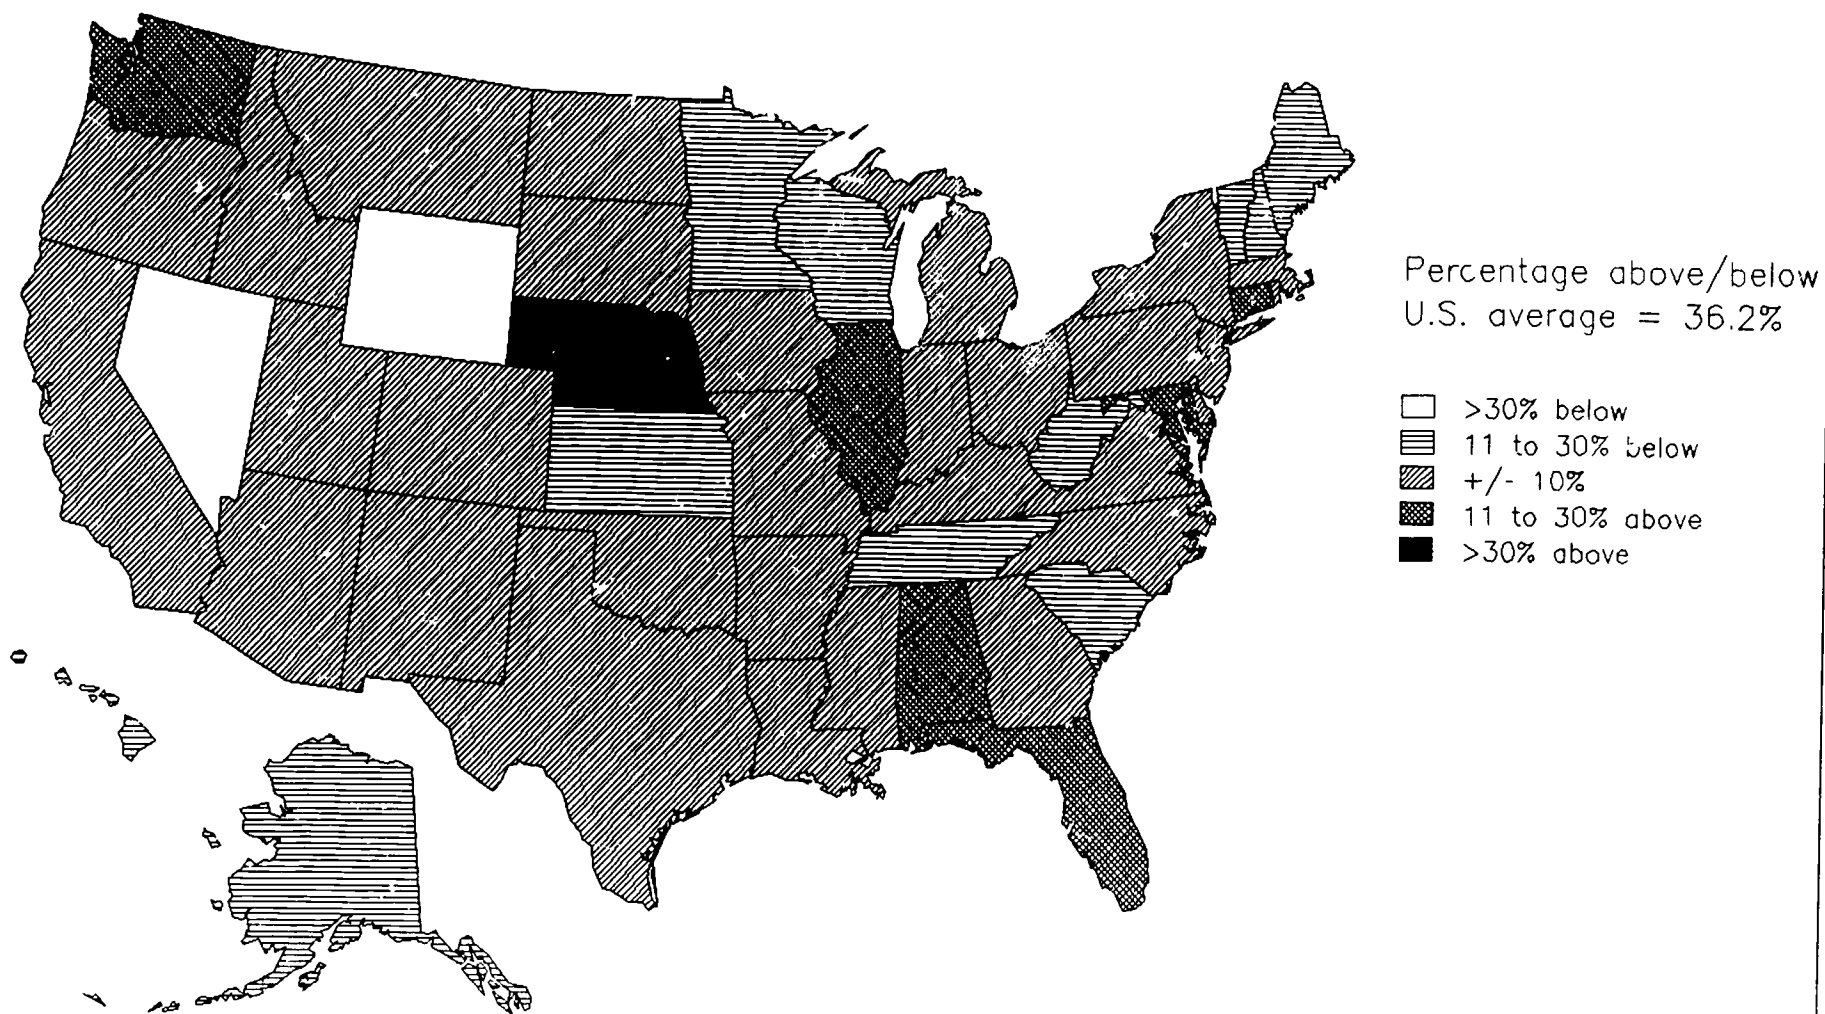 Percentage above/below
U.S. average = 36.2%
>30% below
11 to 30% below
+/- 10%
11 to 30% above
>30% above